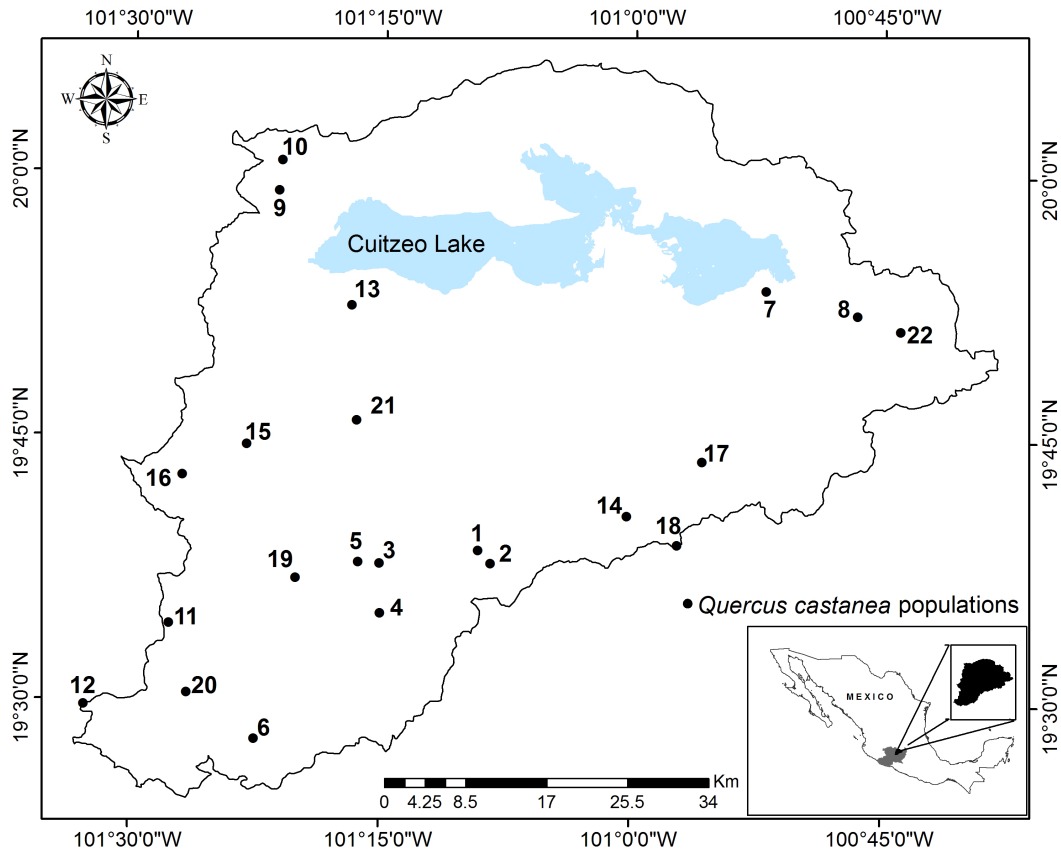 101°30'0"W 101°15'0"W 101°0'0"W 100°45'0"W
N
W E
S
10
20°0'0"N
20°0'0"N
9
Cuitzeo Lake
13
7
8
22
21
15
19°45'0"N
19°45'0"N
17
16
14
18
1
5
3
2
19
4
Quercus castanea populations
11
20
12
19°30'0"N
19°30'0"N
MEXICO
6
Km
0 4.25 8.5 17 25.5 34
101°30'0"W 101°15'0"W 101°0'0"W 100°45'0"W